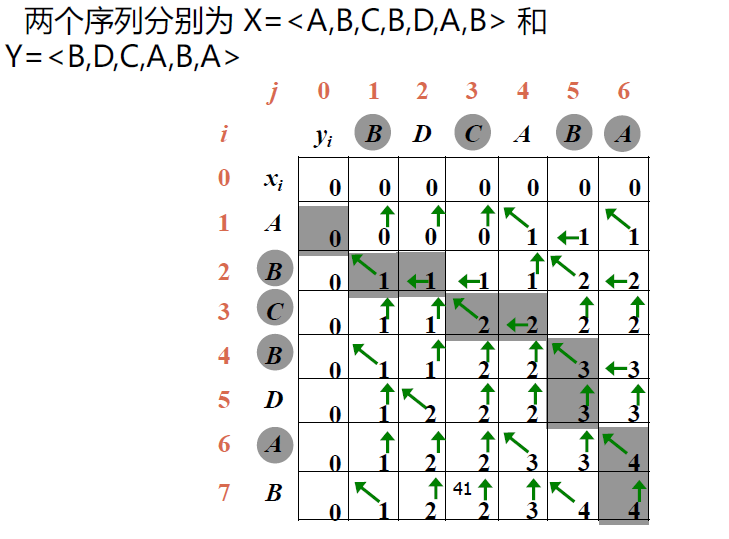 两个序列分别为 X=<A,B,C,B,D,A,B> 和
Y=<B,D,C,A,B,A>
j 0 1 2 3 4 5 6
i yi B D C A B A
0 xi 0 0 0 0 0 0 0
1 A 0 0 0 0 1 1 1
2 B 0 1 1 1 1 2 2
3 C 0 1 1 2 2 2 2
4 B 0 1 1 2 2 3 3
5 D 0 1 2 2 2 3 3
6 A 0 1 2 2 3 3 4
41
7 B 0 1 2 2 3 4 4